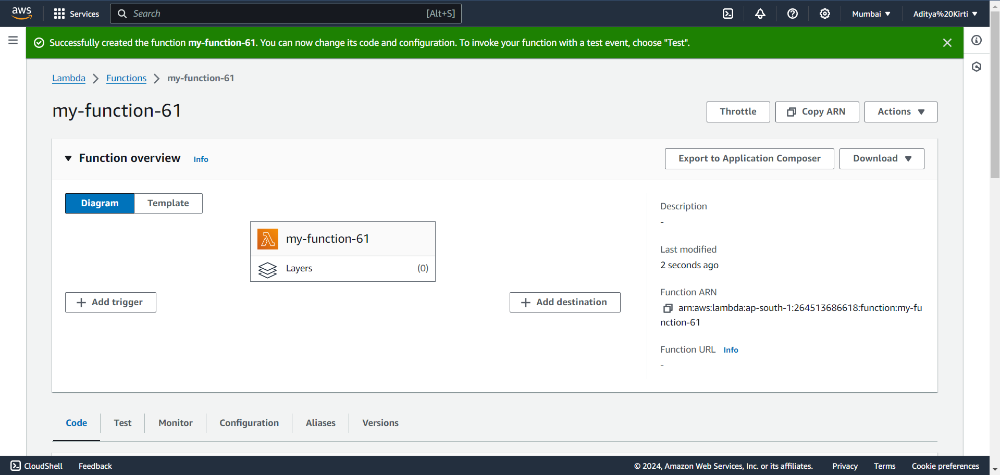 aws
Services
Search
[Alt+S]
Mumbai
Aditya%20Kirti
Successfully created the function my-function-61. You can now change its code and configuration. To invoke your function with a test event, choose "Test".
Lambda
Functions
my-function-61
my-function-61
Throttle
Copy ARN
Actions
Function overview
Info
Export to Application Composer
Download
Diagram
Template
my-function-61
Layers
(0)
Add trigger
Add destination
Description
-
Last modified
2 seconds ago
Function ARN
arn:aws:lambda:ap-south-1:264513686618:function:my-fu
nction-61
Function URL Info
-
Code
Test
Monitor
Configuration
Aliases
Versions
CloudShell
Feedback
© 2024, Amazon Web Services, Inc. or its affiliates.
Privacy
Terms
Cookie preferences